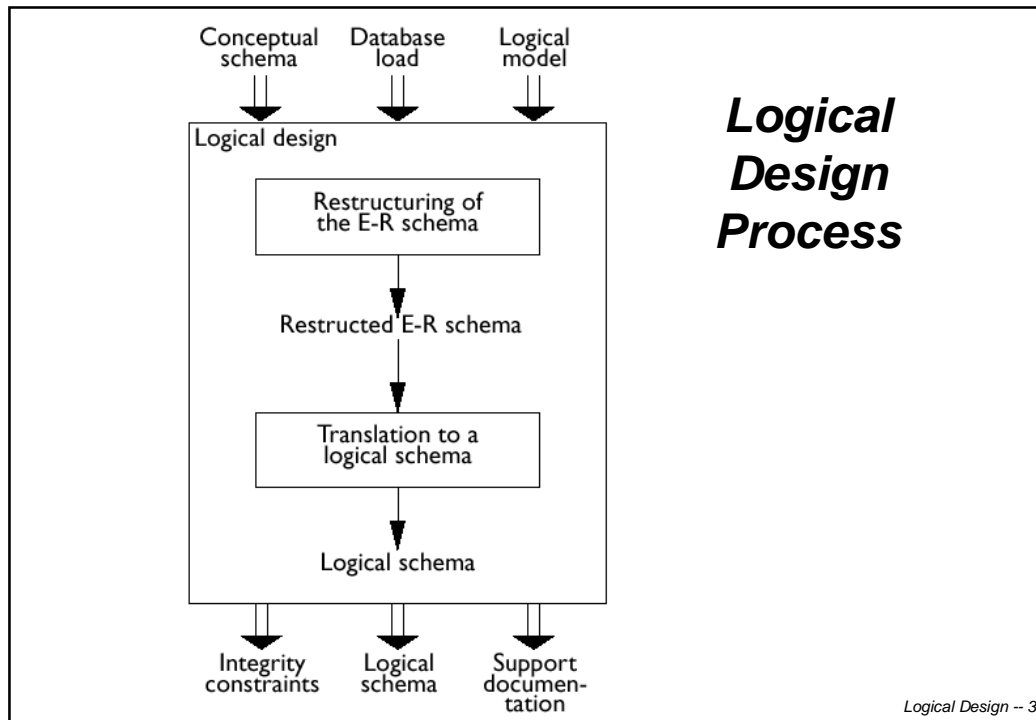 Conceptual
schema
Database
load
Logical
model
Logical design
Restructuring of
the E-R schema
Restructed E-R schema
Translation to a
logical schema
Logical schema
Integrity
constraints
Logical
schema
Support
documen-
tation
Logical
Design
Process
Logical Design -- 3